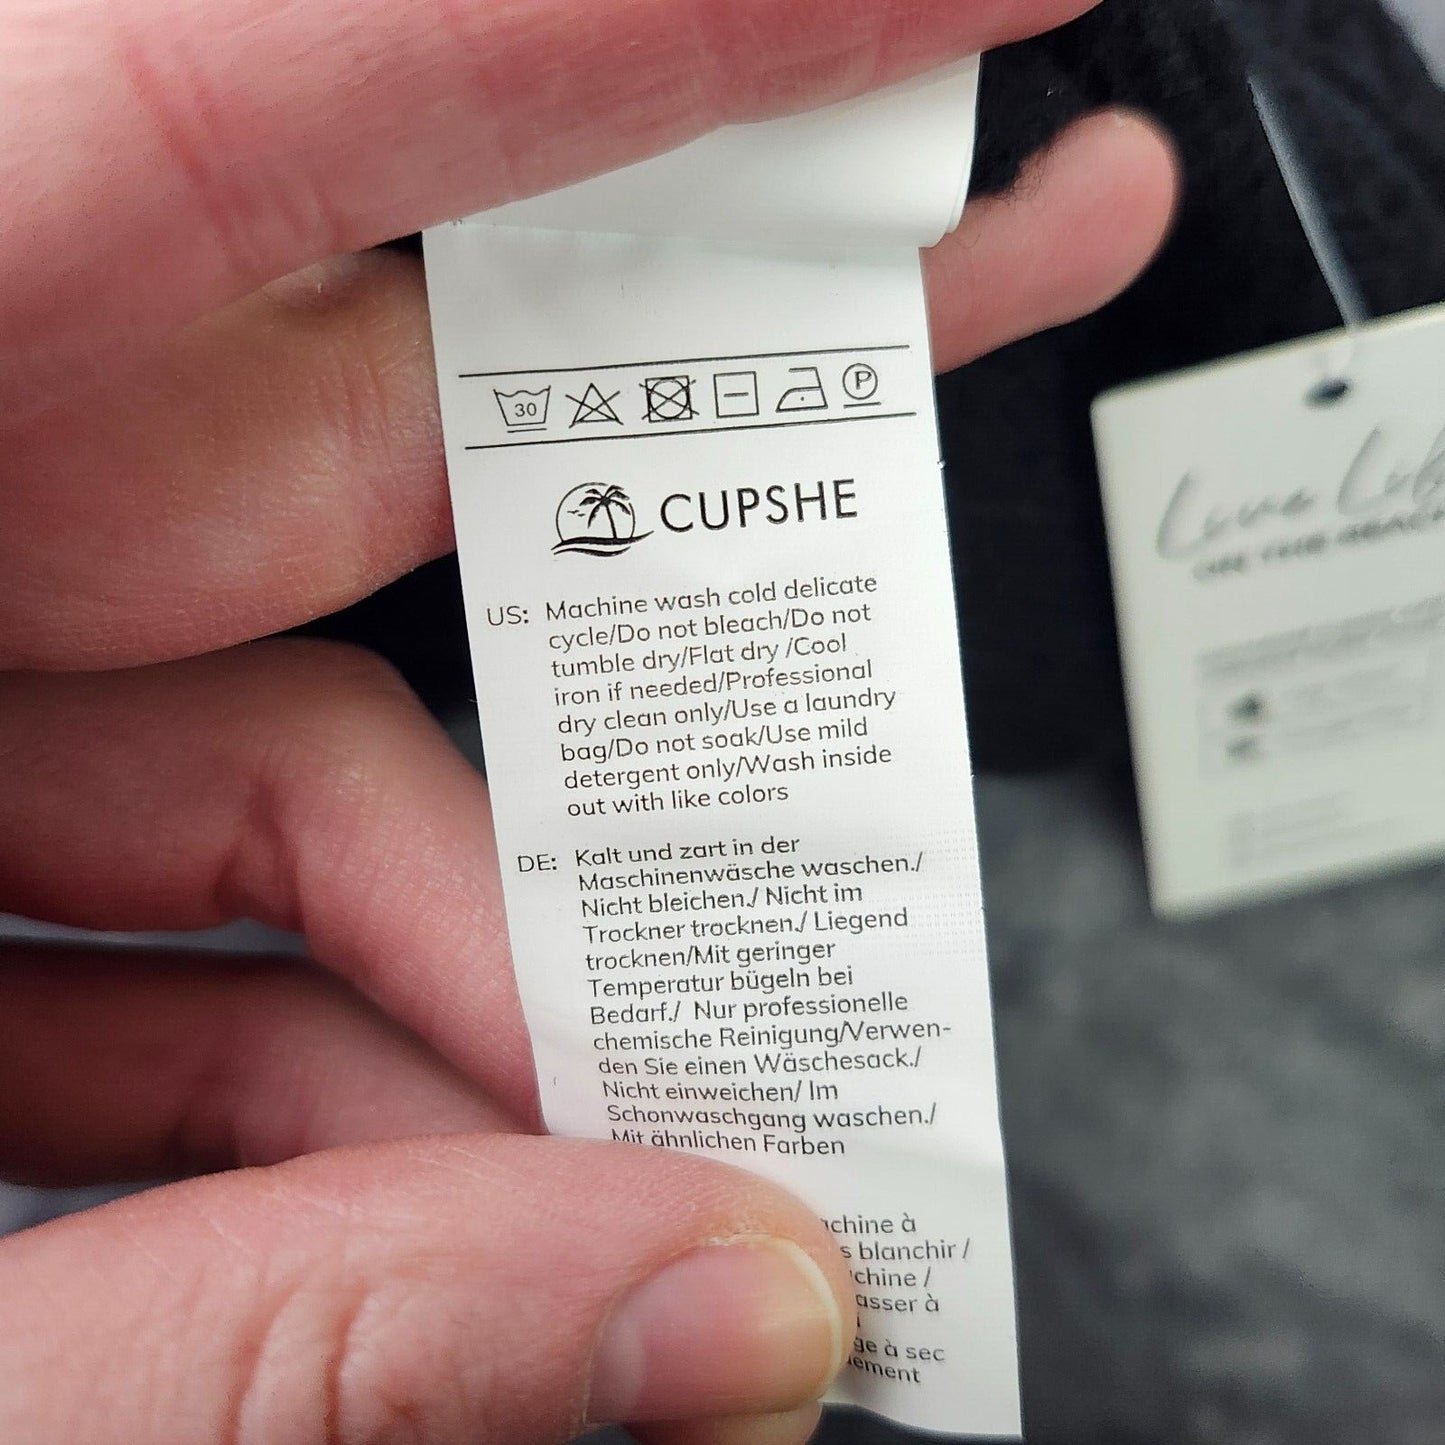 30 P
CUPSHE
US: Machine wash cold delicate
cycle/Do not bleach/Do not
tumble dry/Flat dry /Cool
iron if needed/Professional
dry clean only/Use a laundry
bag/Do not soak/Use mild
detergent only/Wash inside
out with like colors
DE: Kalt und zart in der
Maschinenwäsche waschen./
Nicht bleichen./ Nicht im
Trockner trocknen./ Liegend
trocknen/Mit geringer
Temperatur bügeln bei
Bedarf./ Nur professionelle
chemische Reinigung/Verwen-
den Sie einen Wäschesack./
Nicht einweichen/ Im
Schonwaschgang waschen./
Mit ähnlichen Farben
à
blanchir /
/
à
à sec